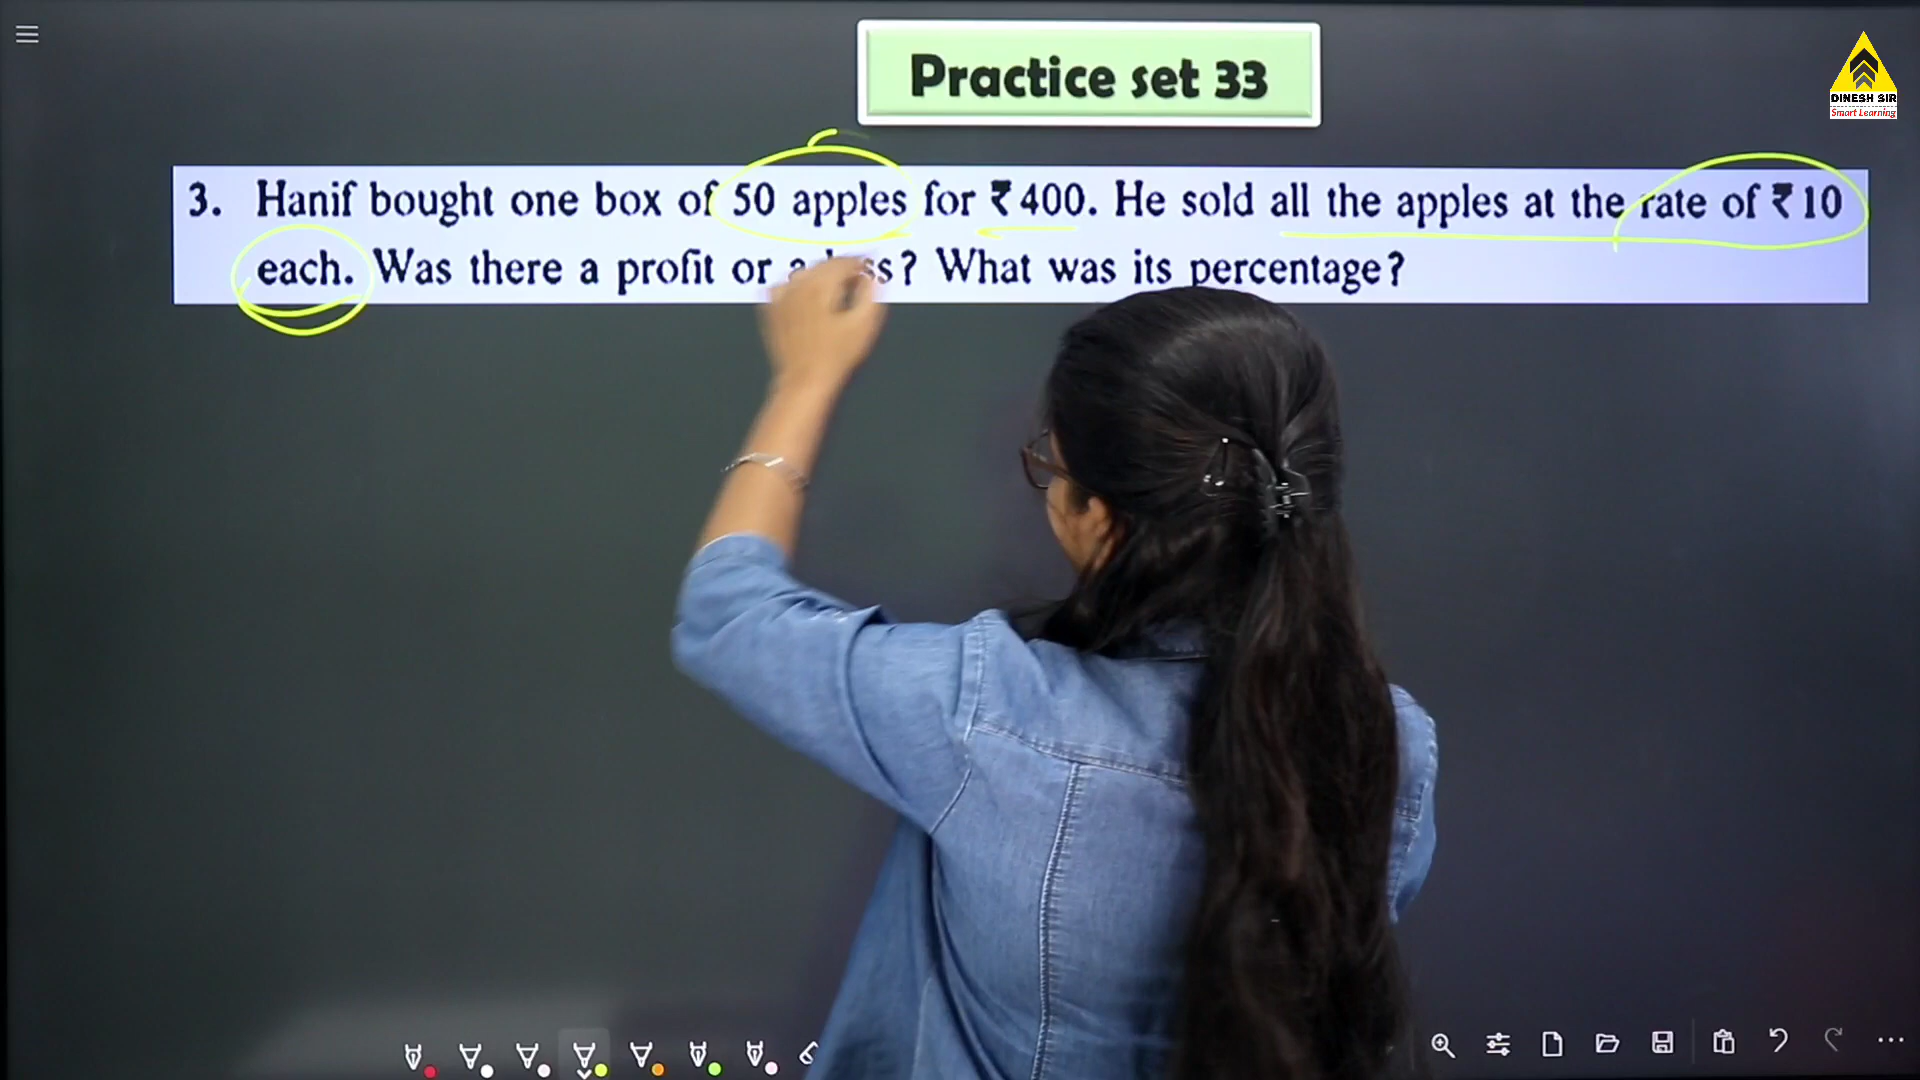 Practice set 33
DINESH SIR
Smart Learning
3. Hanif bought one box of 50 apples for ₹400. He sold all the apples at the rate of ₹10
each. Was there a profit or a loss? What was its percentage?